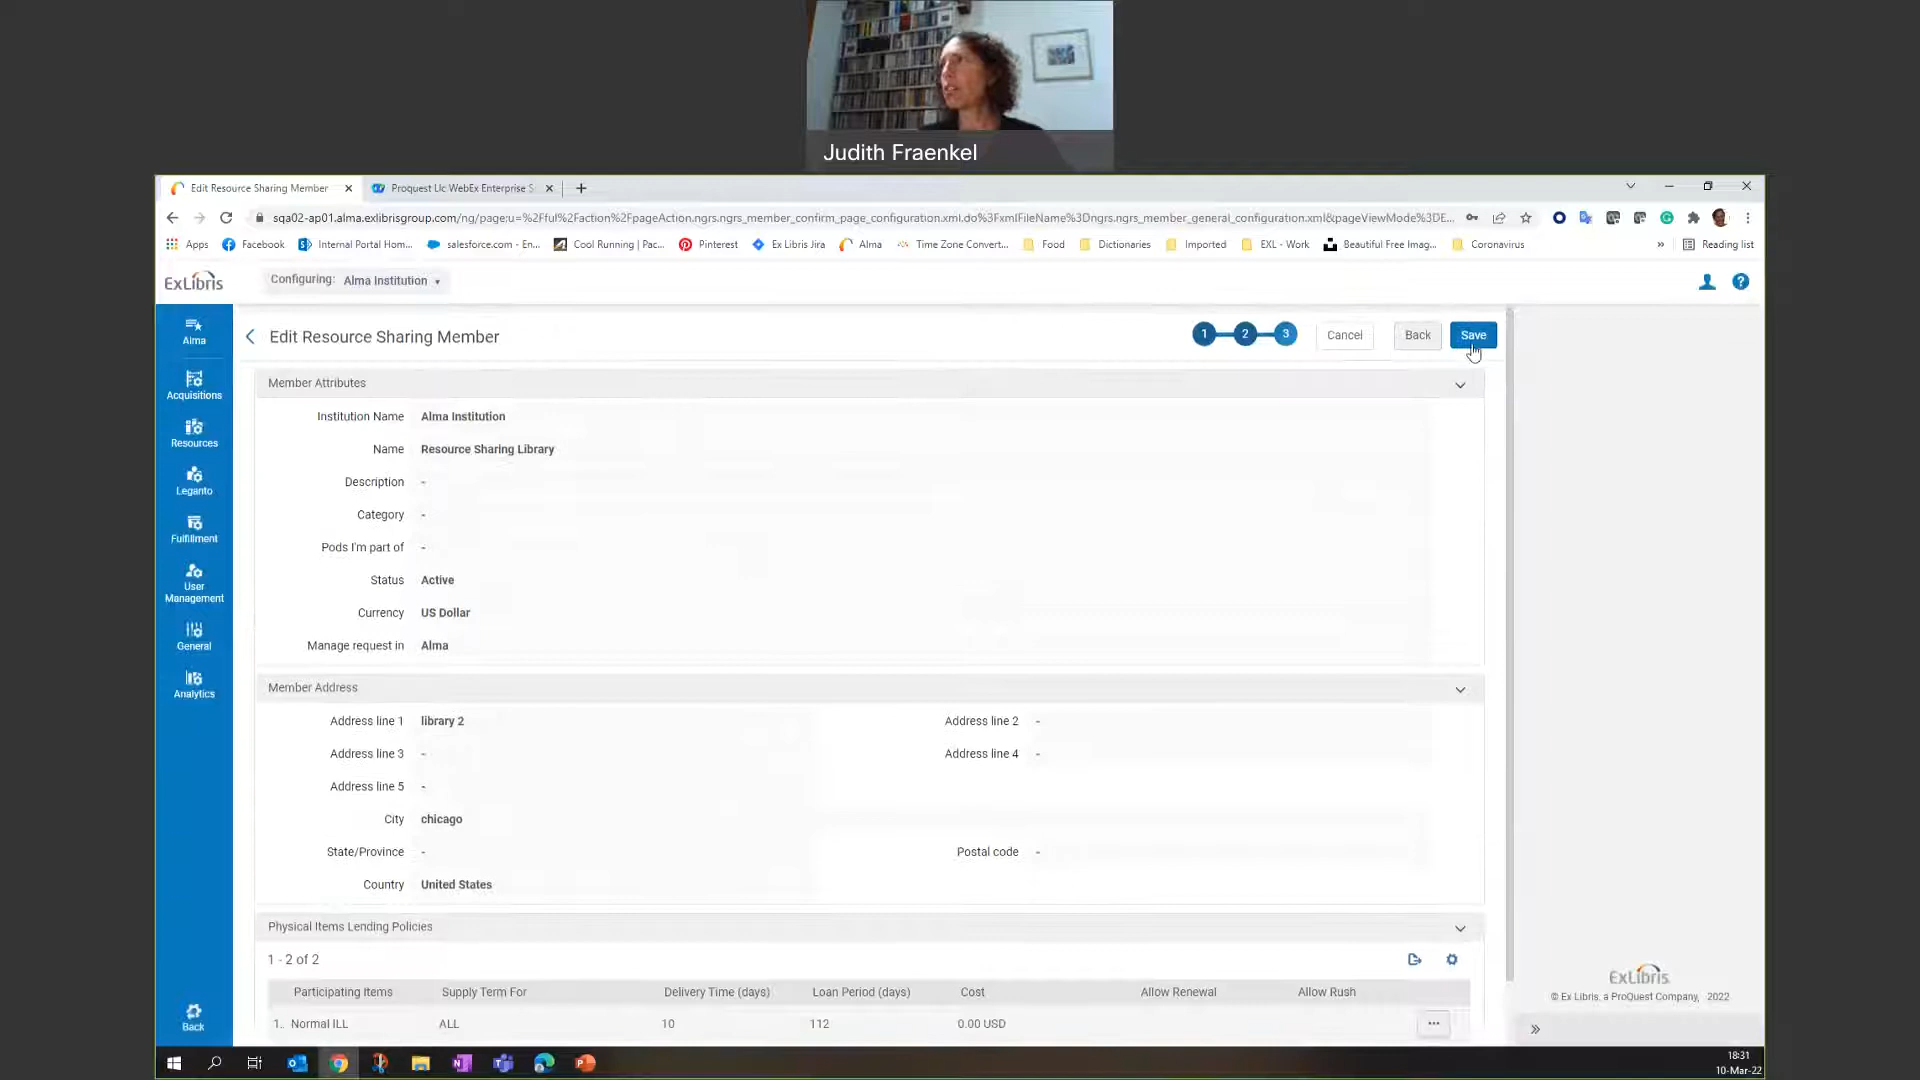 Judith Fraenkel
Edit Resource Sharing Member
Proquest Llc WebEx Enterprise S
sqa02-ap01.alma.exlibrisgroup.com/ng/page;u=%2Fful%2Faction%2FpageAction.ngrs.ngrs_member_confirm_page_configuration.xml.do%3FxmlFileName%3Dngrs.ngrs_member_general_configuration.xml&pageViewMode%3DE...
Apps
Facebook
Internal Portal Hom...
salesforce.com - En...
Cool Running | Pac...
Pinterest
Ex Libris Jira
Alma
Time Zone Convert...
Food
Dictionaries
Imported
EXL - Work
Beautiful Free Imag...
Coronavirus
»
Reading list
ExLibris
Configuring: Alma Institution
Alma
Acquisitions
Resources
Leganto
Fulfillment
User
Management
General
Analytics
Back
Edit Resource Sharing Member
1 2 3
Cancel
Back
Save
Member Attributes
Institution Name Alma Institution
Name Resource Sharing Library
Description -
Category -
Pods I'm part of -
Status Active
Currency US Dollar
Manage request in Alma
Member Address
Address line 1 library 2 Address line 2 -
Address line 3 - Address line 4 -
Address line 5 -
City chicago
State/Province - Postal code -
Country United States
Physical Items Lending Policies
1 - 2 of 2
Participating Items Supply Term For Delivery Time (days) Loan Period (days) Cost Allow Renewal Allow Rush
1. Normal ILL ALL 10 112 0.00 USD
ExLibris
© Ex Libris, a ProQuest Company, 2022
18:31
10-Mar-22